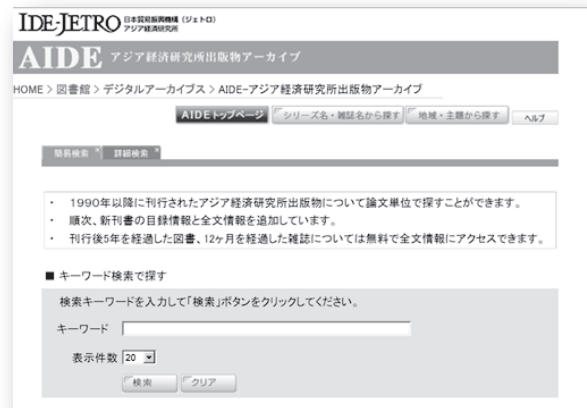 IDE-JETRO 日本貿易振興機構（ジェトロ）
アジア経済研究所
AIDE アジア経済研究所出版物アーカイブ
HOME > 図書館 > デジタルアーカイブス > AIDE-アジア経済研究所出版物アーカイブ
AIDEトップページ シリーズ名・雑誌名から探す 地域・主題から探す ヘルプ
簡易検索 詳細検索
・ 1990年以降に刊行されたアジア経済研究所出版物について論文単位で探すことができます。
・ 順次、新刊書の目録情報と全文情報を追加しています。
・ 刊行後5年を経過した図書、12ヶ月を経過した雑誌については無料で全文情報にアクセスできます。
■ キーワード検索で探す
検索キーワードを入力して「検索」ボタンをクリックしてください。
キーワード
表示件数 20
検索 クリア